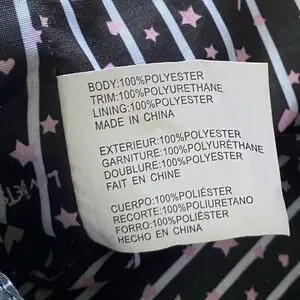 BODY:100%POLYESTER
TRIM:100%POLYURETHANE
LINING:100%POLYESTER
MADE IN CHINA
EXTERIEUR:100%POLYESTER
GARNITURE:100%POLYURÉTHANE
DOUBLURE:100%POLYESTER
FAIT EN CHINE
CUERPO:100%POLIÉSTER
RECORTE:100%POLIURETANO
FORRO:100%POLIÉSTER
HECHO EN CHINA